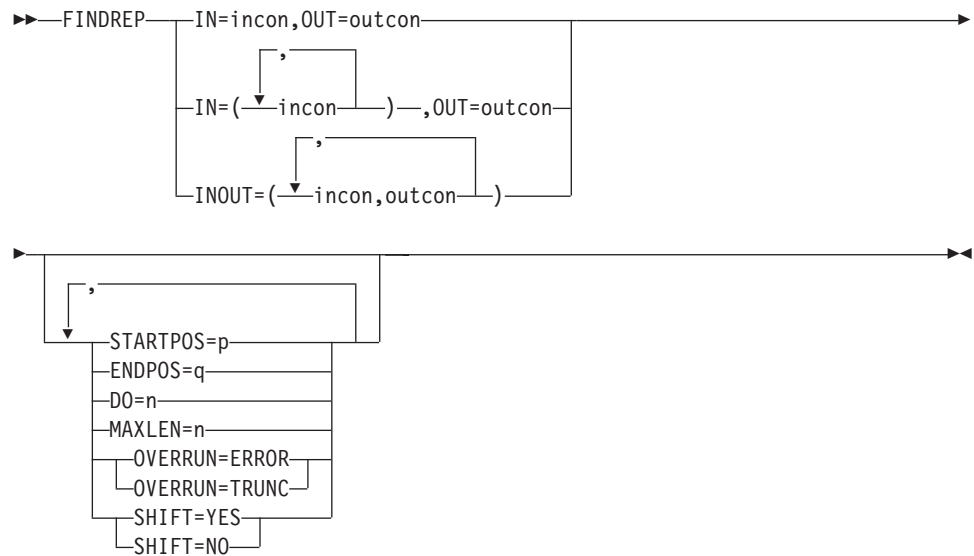 FINDREP IN=incon,OUT=outcon
,
IN=( incon ) ,OUT=outcon
,
INOUT=( incon,outcon )
,
STARTPOS=p
ENDPOS=q
DO=n
MAXLEN=n
OVERRUN=ERROR
OVERRUN=TRUNC
SHIFT=YES
SHIFT=NO